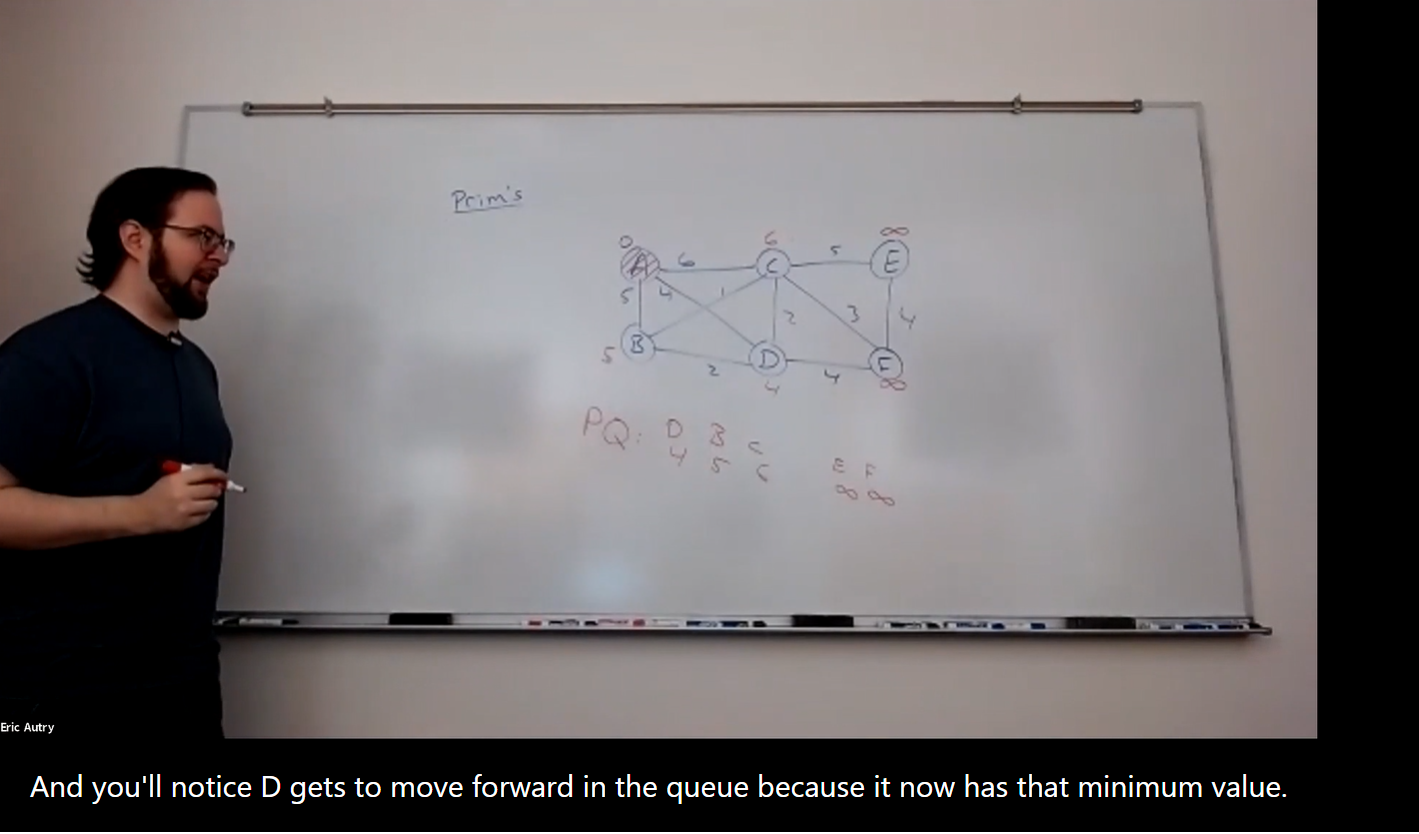 Prim's
0 6 ∞
A 6 C 5 E
5 4 1 2 3 4
5 B 2 D 4 F
4 ∞
PQ: D B C E F
4 5 6 ∞ ∞
Eric Autry
And you'll notice D gets to move forward in the queue because it now has that minimum value.